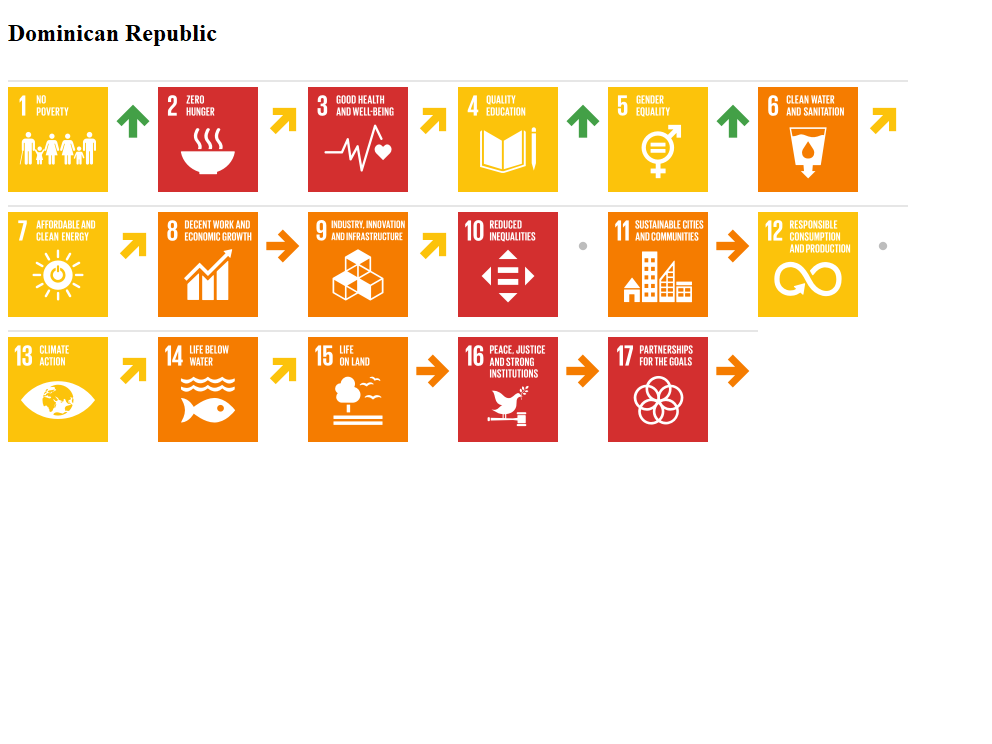 Dominican Republic
1 NO
POVERTY
2 ZERO
HUNGER
3 GOOD HEALTH
AND WELL-BEING
4 QUALITY
EDUCATION
5 GENDER
EQUALITY
6 CLEAN WATER
AND SANITATION
7 AFFORDABLE AND
CLEAN ENERGY
8 DECENT WORK AND
ECONOMIC GROWTH
9 INDUSTRY, INNOVATION
AND INFRASTRUCTURE
10 REDUCED
INEQUALITIES
11 SUSTAINABLE CITIES
AND COMMUNITIES
12 RESPONSIBLE
CONSUMPTION
AND PRODUCTION
13 CLIMATE
ACTION
14 LIFE BELOW
WATER
15 LIFE
ON LAND
16 PEACE, JUSTICE
AND STRONG
INSTITUTIONS
17 PARTNERSHIPS
FOR THE GOALS